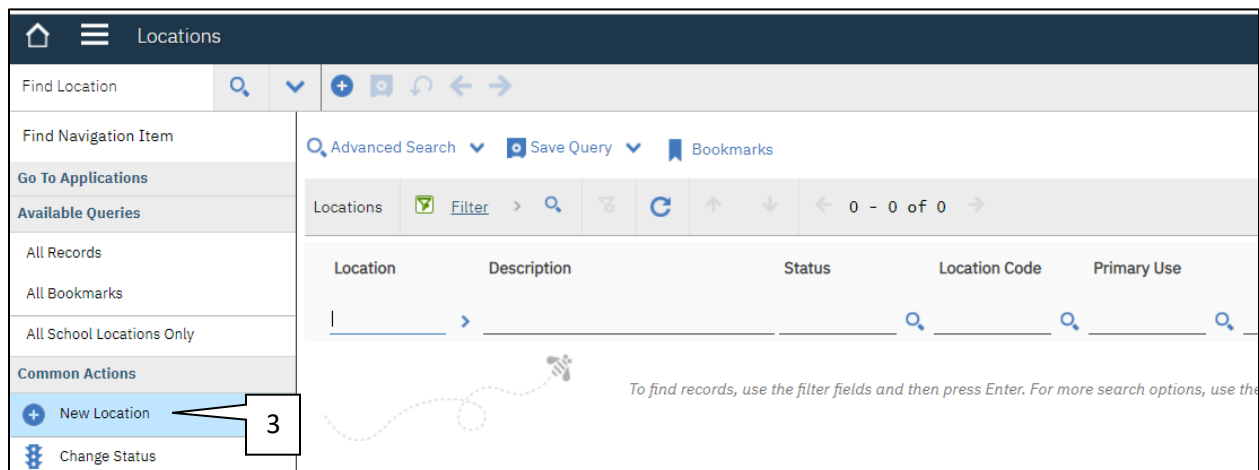 Locations
Find Location
Find Navigation Item
Go To Applications
Available Queries
All Records
All Bookmarks
All School Locations Only
Common Actions
New Location
3
Change Status
Advanced Search
Save Query
Bookmarks
Locations
Filter
0 - 0 of 0
Location Description Status Location Code Primary Use
To find records, use the filter fields and then press Enter. For more search options, use the